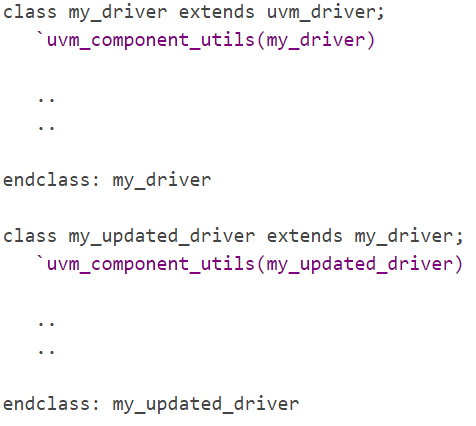 class my_driver extends uvm_driver;
`uvm_component_utils(my_driver)
..
..
endclass: my_driver
class my_updated_driver extends my_driver;
`uvm_component_utils(my_updated_driver)
..
..
endclass: my_updated_driver